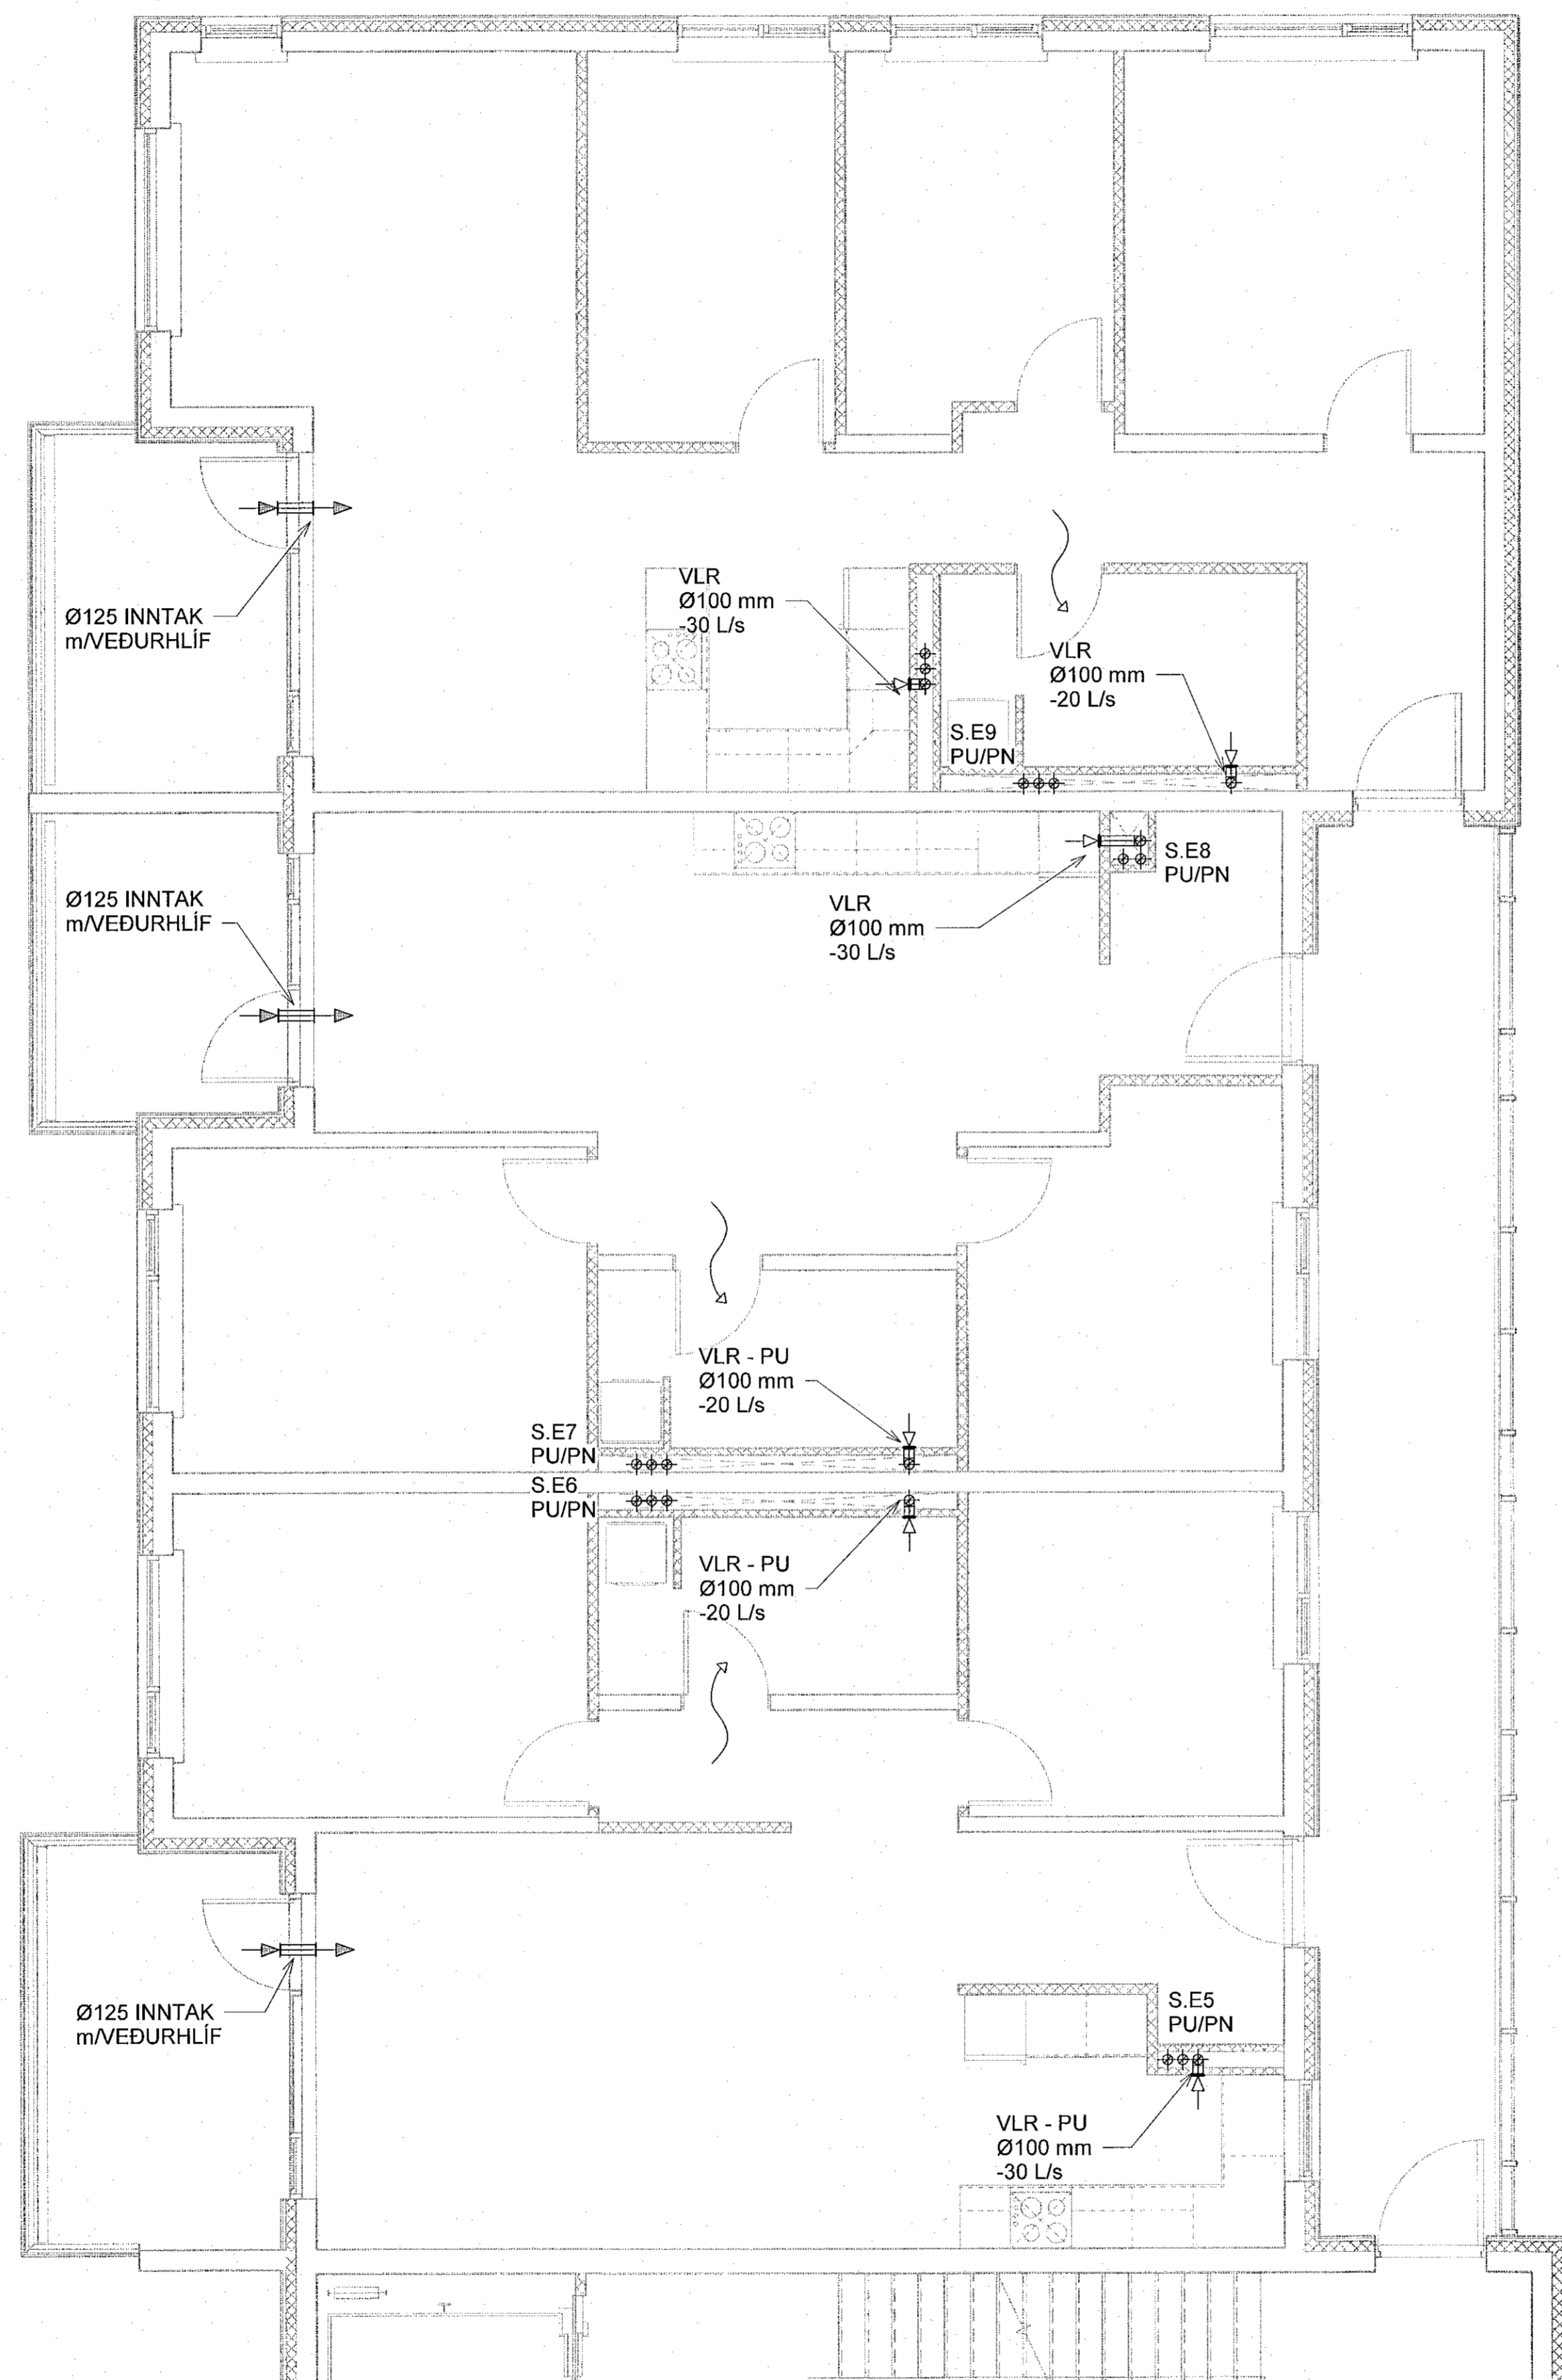 VLR
Ø100 mm
-30 L/s
Ø125 INNTAK
m/VEÐURHLÍF
VLR
Ø100 mm
-20 L/s
S.E9
PU/PN
S.E8
PU/PN
Ø125 INNTAK
m/VEÐURHLÍF
VLR
Ø100 mm
-30 L/s
VLR - PU
Ø100 mm
-20 L/s
S.E7
PU/PN
S.E6
PU/PN
VLR - PU
Ø100 mm
-20 L/s
S.E5
PU/PN
Ø125 INNTAK
m/VEÐURHLÍF
VLR - PU
Ø100 mm
-30 L/s